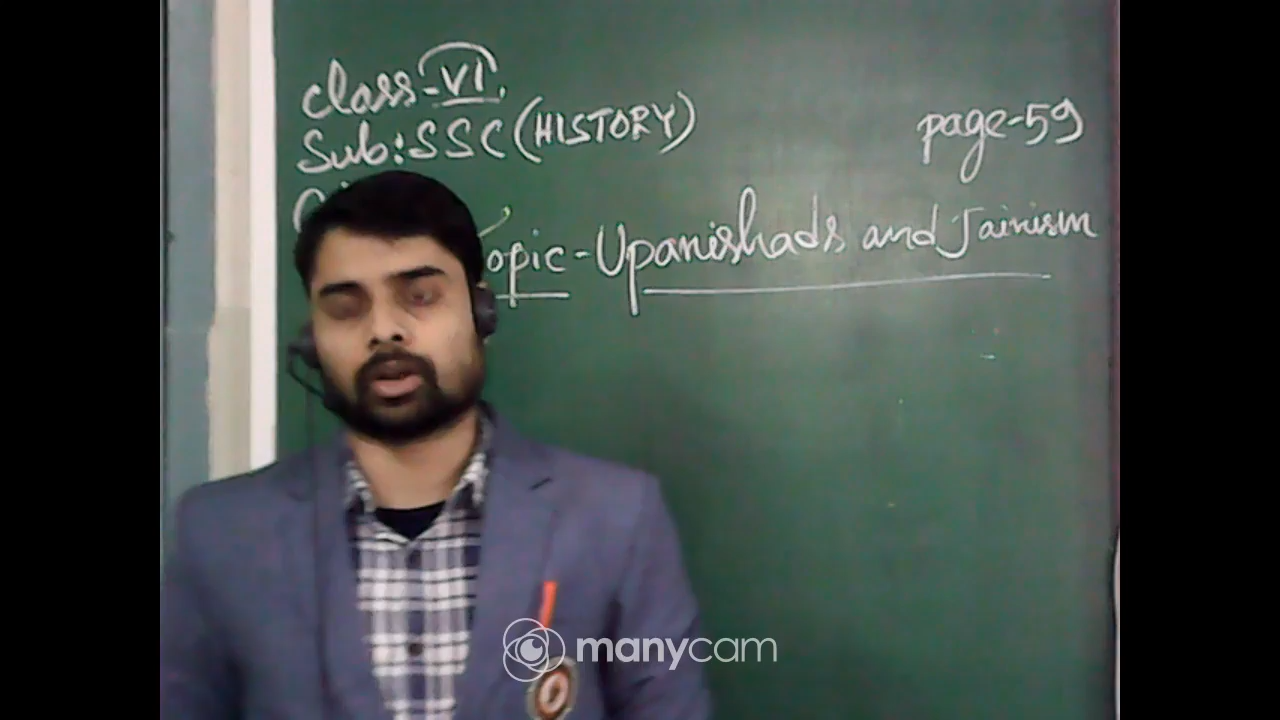 Class-VI.
Sub:SSC (HISTORY)
page-59
opic-Upanishads and Jainism
manycam